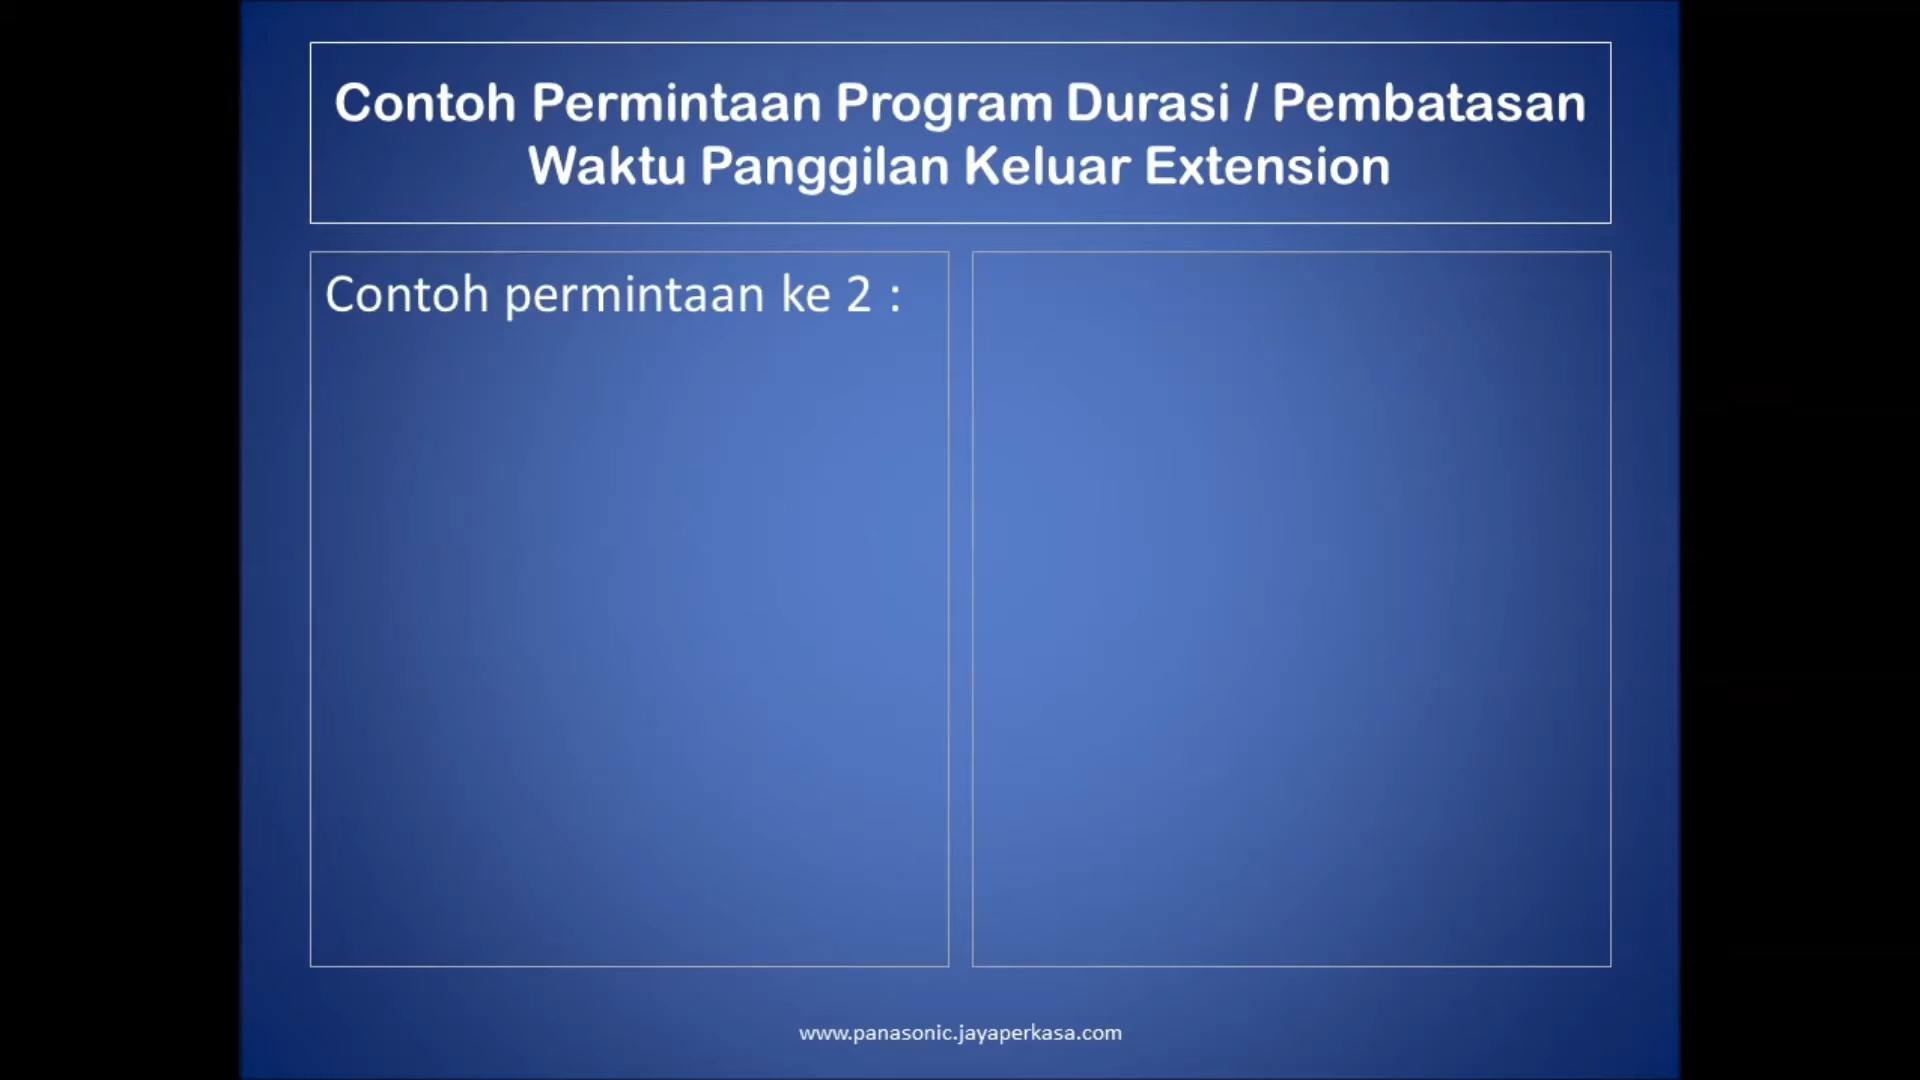 Contoh Permintaan Program Durasi / Pembatasan
Waktu Panggilan Keluar Extension
Contoh permintaan ke 2 :
www.panasonic.jayaperkasa.com